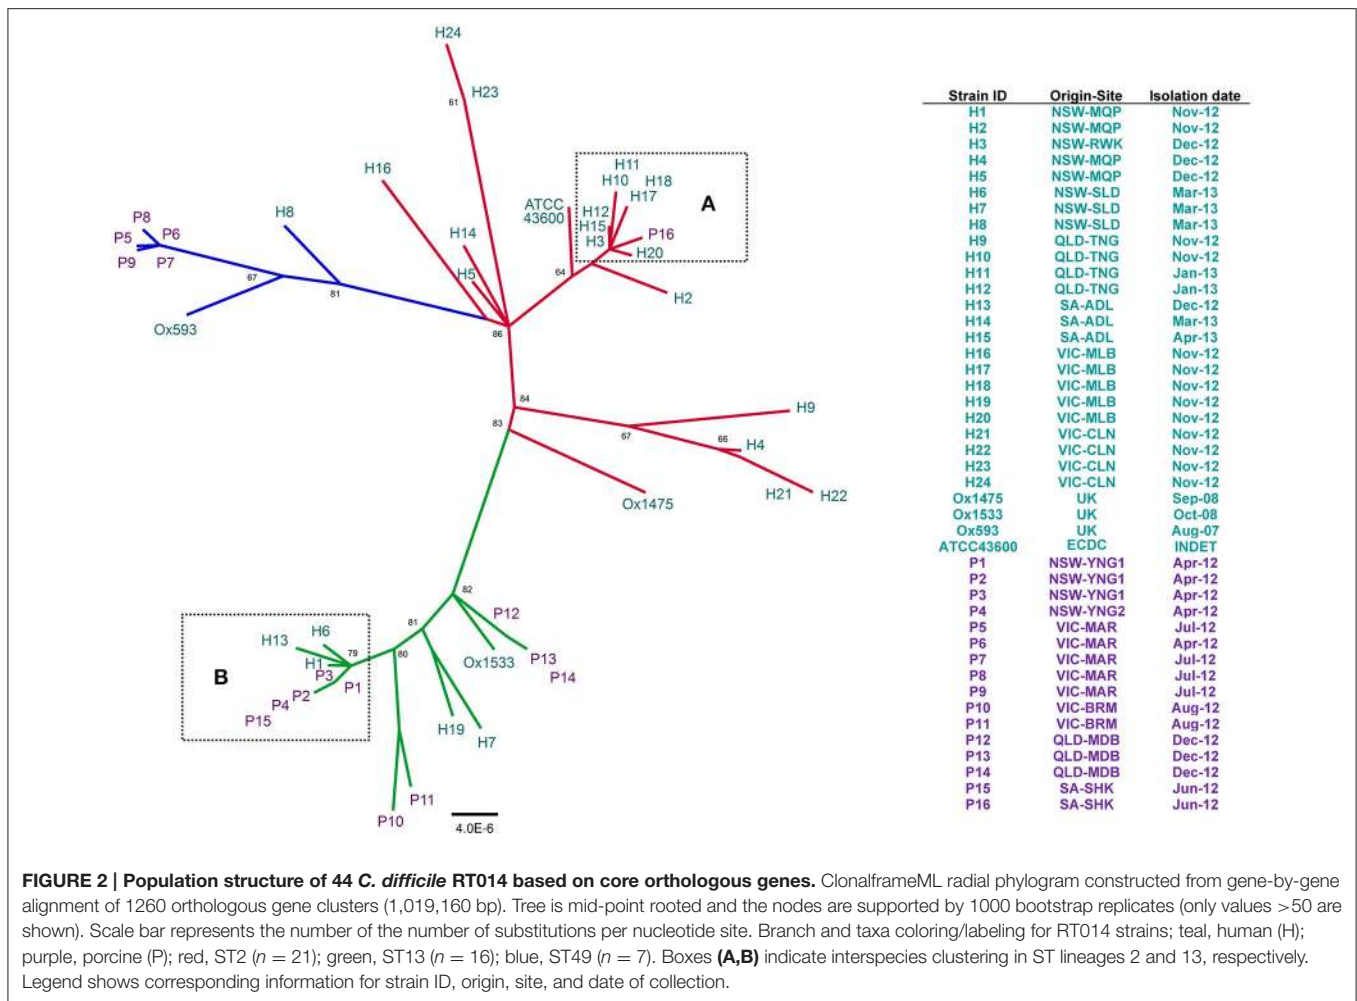 H24
H23
61
H16
H11
H10 H18
H17
A
ATCC
43600
H12
H15
H3
P16
H20
P8
P5 P6
P9 P7
H8
H14
H5
64
H2
67
81
Ox593
86
84
83
H9
67
66
H4
H21 H22
Ox1475
82
P12
81
H6
H13
79
80
Ox1533
P13
P14
H1
P3
B
P2 P1
P4
P15
H19
H7
P11
P10
4.0E-6
Strain ID Origin-Site Isolation date
H1 NSW-MQP Nov-12
H2 NSW-MQP Nov-12
H3 NSW-RWK Dec-12
H4 NSW-MQP Dec-12
H5 NSW-MQP Dec-12
H6 NSW-SLD Mar-13
H7 NSW-SLD Mar-13
H8 NSW-SLD Mar-13
H9 QLD-TNG Nov-12
H10 QLD-TNG Nov-12
H11 QLD-TNG Jan-13
H12 QLD-TNG Jan-13
H13 SA-ADL Dec-12
H14 SA-ADL Mar-13
H15 SA-ADL Apr-13
H16 VIC-MLB Nov-12
H17 VIC-MLB Nov-12
H18 VIC-MLB Nov-12
H19 VIC-MLB Nov-12
H20 VIC-MLB Nov-12
H21 VIC-CLN Nov-12
H22 VIC-CLN Nov-12
H23 VIC-CLN Nov-12
H24 VIC-CLN Nov-12
Ox1475 UK Sep-08
Ox1533 UK Oct-08
Ox593 UK Aug-07
ATCC43600 ECDC INDET
P1 NSW-YNG1 Apr-12
P2 NSW-YNG1 Apr-12
P3 NSW-YNG1 Apr-12
P4 NSW-YNG2 Apr-12
P5 VIC-MAR Jul-12
P6 VIC-MAR Apr-12
P7 VIC-MAR Jul-12
P8 VIC-MAR Jul-12
P9 VIC-MAR Jul-12
P10 VIC-BRM Aug-12
P11 VIC-BRM Aug-12
P12 QLD-MDB Dec-12
P13 QLD-MDB Dec-12
P14 QLD-MDB Dec-12
P15 SA-SHK Jun-12
P16 SA-SHK Jun-12
FIGURE 2 | Population structure of 44 C. difficile RT014 based on core orthologous genes. ClonalframeML radial phylogram constructed from gene-by-gene
alignment of 1260 orthologous gene clusters (1,019,160 bp). Tree is mid-point rooted and the nodes are supported by 1000 bootstrap replicates (only values >50 are
shown). Scale bar represents the number of the number of substitutions per nucleotide site. Branch and taxa coloring/labeling for RT014 strains; teal, human (H);
purple, porcine (P); red, ST2 (n = 21); green, ST13 (n = 16); blue, ST49 (n = 7). Boxes (A,B) indicate interspecies clustering in ST lineages 2 and 13, respectively.
Legend shows corresponding information for strain ID, origin, site, and date of collection.